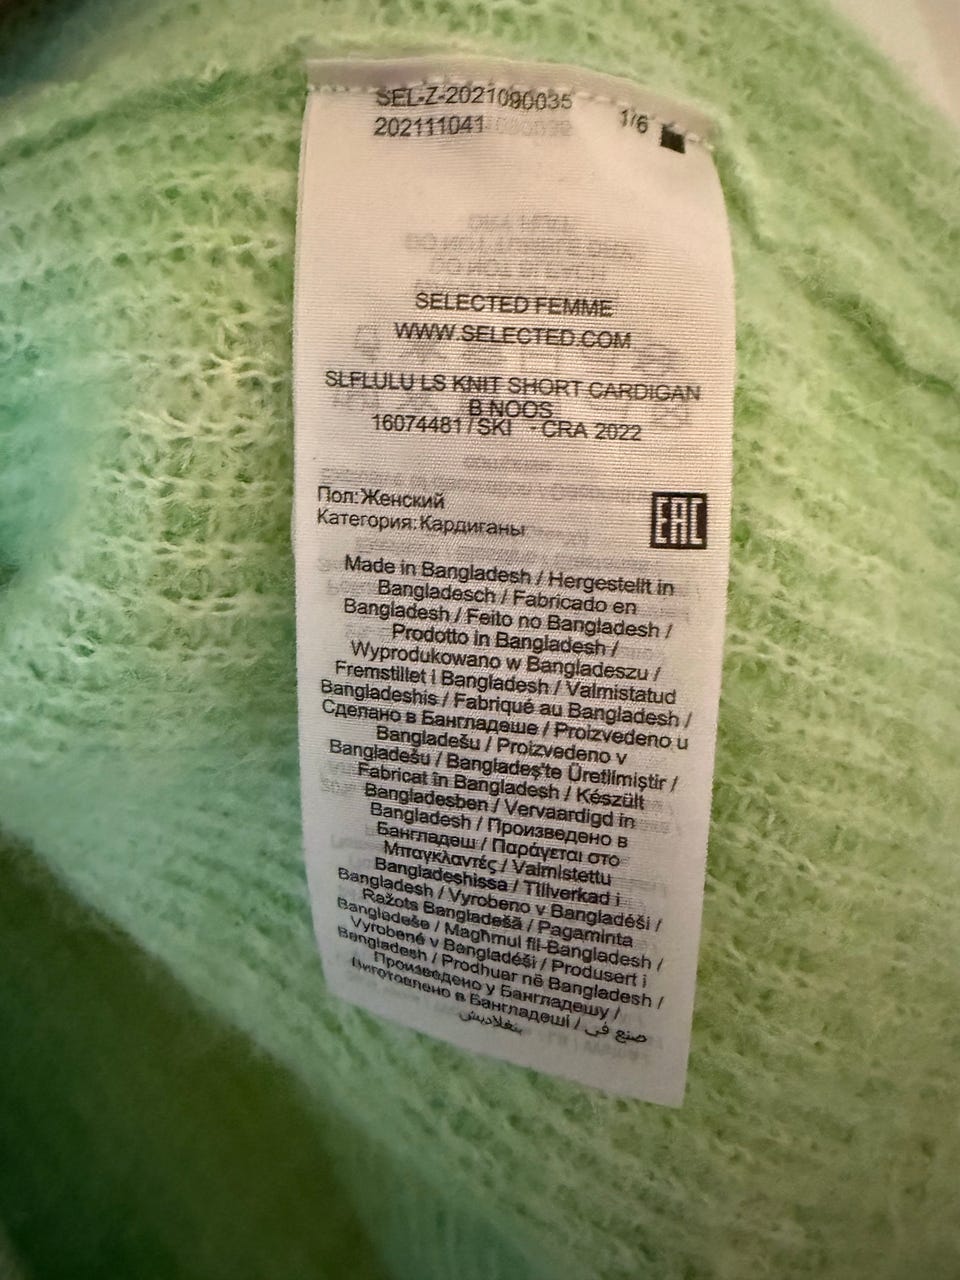 SEL-Z-2021090035
202111041
1/6
SELECTED FEMME
WWW.SELECTED.COM
SLFLULU LS KNIT SHORT CARDIGAN
B NOOS
16074481 / SKI - CRA 2022
Пол:Женский
Категория:Кардиганы
EAC
Made in Bangladesh / Hergestellt in
Bangladesch / Fabricado en
Bangladesh / Feito no Bangladesh /
Prodotto in Bangladesh /
Wyprodukowano w Bangladeszu /
Fremstillet i Bangladesh / Valmistatud
Bangladeshis / Fabriqué au Bangladesh /
Сделано в Бангладеше / Proizvedeno u
Bangladešu / Proizvedeno v
Bangladešu / Bangladeş'te Üretilmiştir /
Fabricat în Bangladesh / Készült
Bangladesben / Vervaardigd in
Bangladesh / Произведено в
Бангладеш / Παράγεται στο
Μπαγκλαντές / Valmistettu
Bangladeshissa / Tillverkad i
Bangladesh / Vyrobeno v Bangladéši /
Ražots Bangladešā / Pagaminta
Bangladeše / Magħmul fil-Bangladesh /
Vyrobené v Bangladéši / Produsert i
Bangladesh / Prodhuar në Bangladesh /
Произведено у Бангладешу /
Виготовлено в Бангладеші / صنع في
بنغلاديش